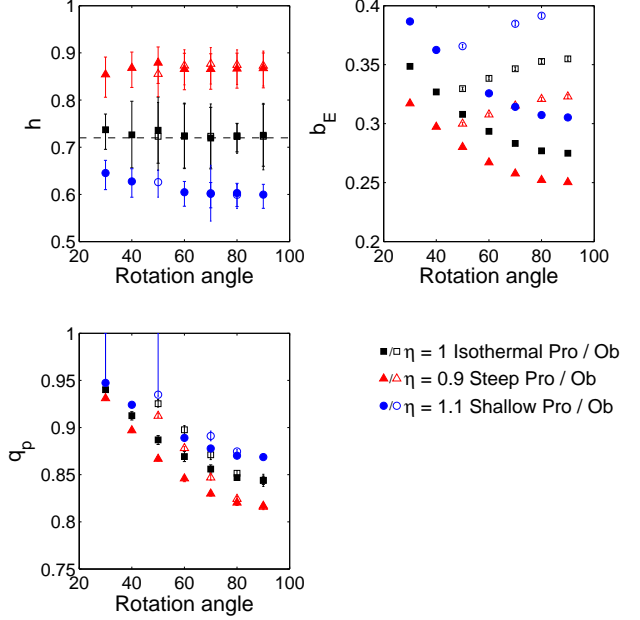 1
0.9
0.8
0.7
0.6
0.5
h
20 40 60 80 100
Rotation angle
0.4
0.35
0.3
0.25
0.2
b_E
20 40 60 80 100
Rotation angle
1
0.95
0.9
0.85
0.8
0.75
q_p
20 40 60 80 100
Rotation angle
/ η = 1 Isothermal Pro / Ob
/ η = 0.9 Steep Pro / Ob
/ η = 1.1 Shallow Pro / Ob